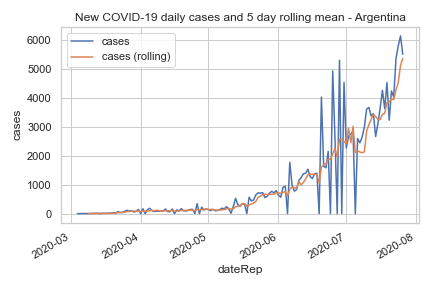 New COVID-19 daily cases and 5 day rolling mean - Argentina
cases
cases (rolling)
6000
5000
4000
3000
2000
1000
0
cases
2020-03
2020-04
2020-05
2020-06
2020-07
2020-08
dateRep